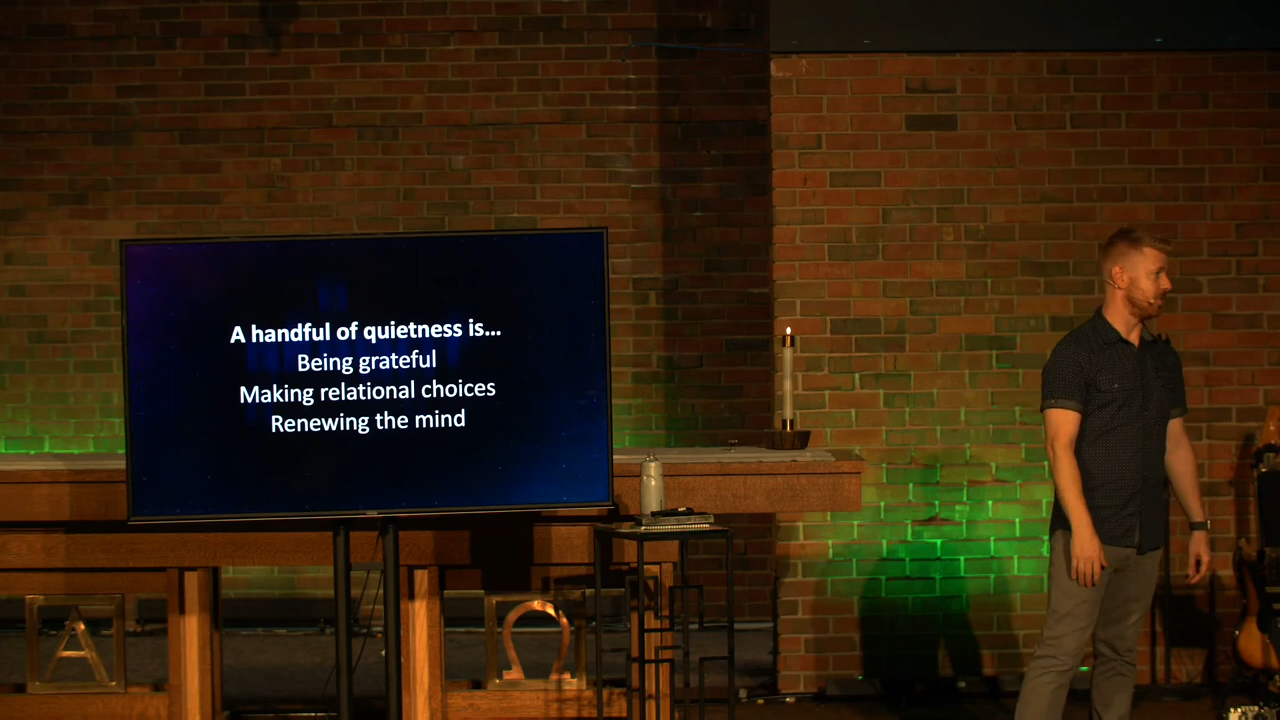 A handful of quietness is...
Being grateful
Making relational choices
Renewing the mind
Α
Ω